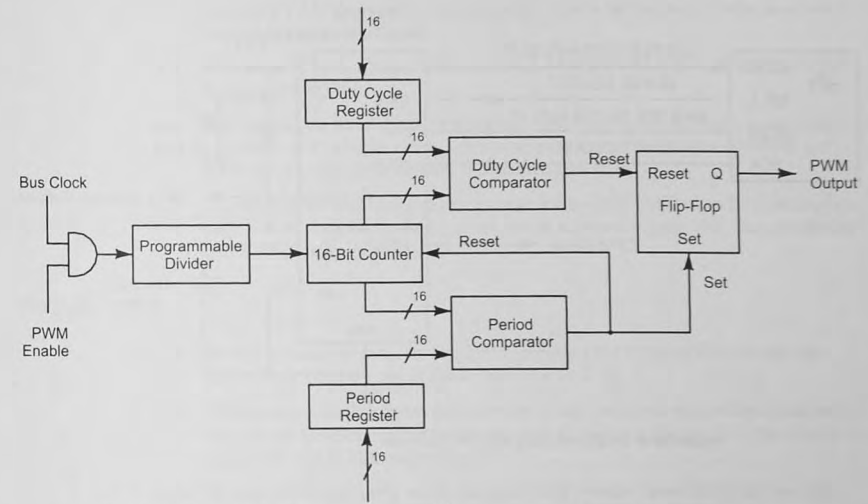 16
Duty Cycle
Register
16
Duty Cycle
Comparator
Reset
Reset Q
Flip-Flop
Set
PWM
Output
16
Bus Clock
Programmable
Divider
16-Bit Counter
Reset
Set
PWM
Enable
16
Period
Comparator
16
Period
Register
16